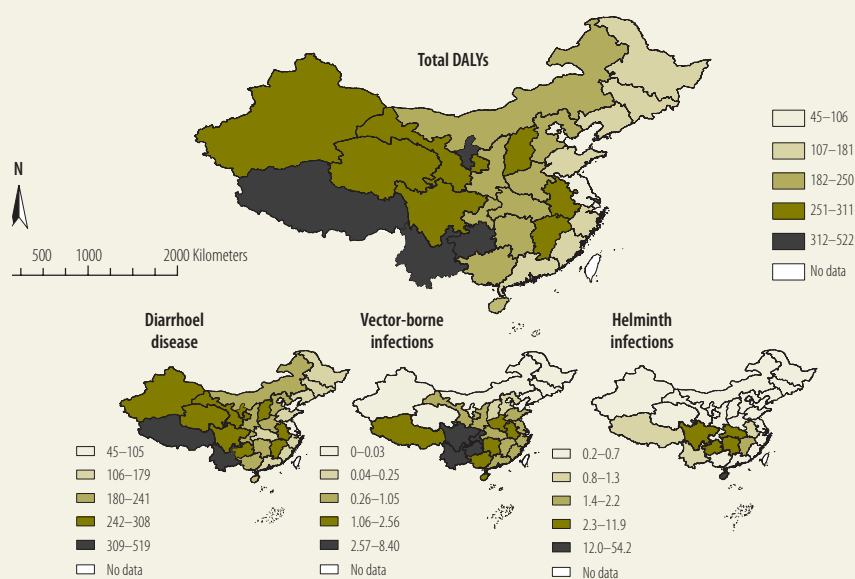 Total DALYs
45–106
107–181
182–250
251–311
312–522
No data
N
500 1000 2000 Kilometers
Diarrhoel
disease
45–105
106–179
180–241
242–308
309–519
No data
Vector-borne
infections
0–0.03
0.04–0.25
0.26–1.05
1.06–2.56
2.57–8.40
No data
Helminth
infections
0.2–0.7
0.8–1.3
1.4–2.2
2.3–11.9
12.0–54.2
No data